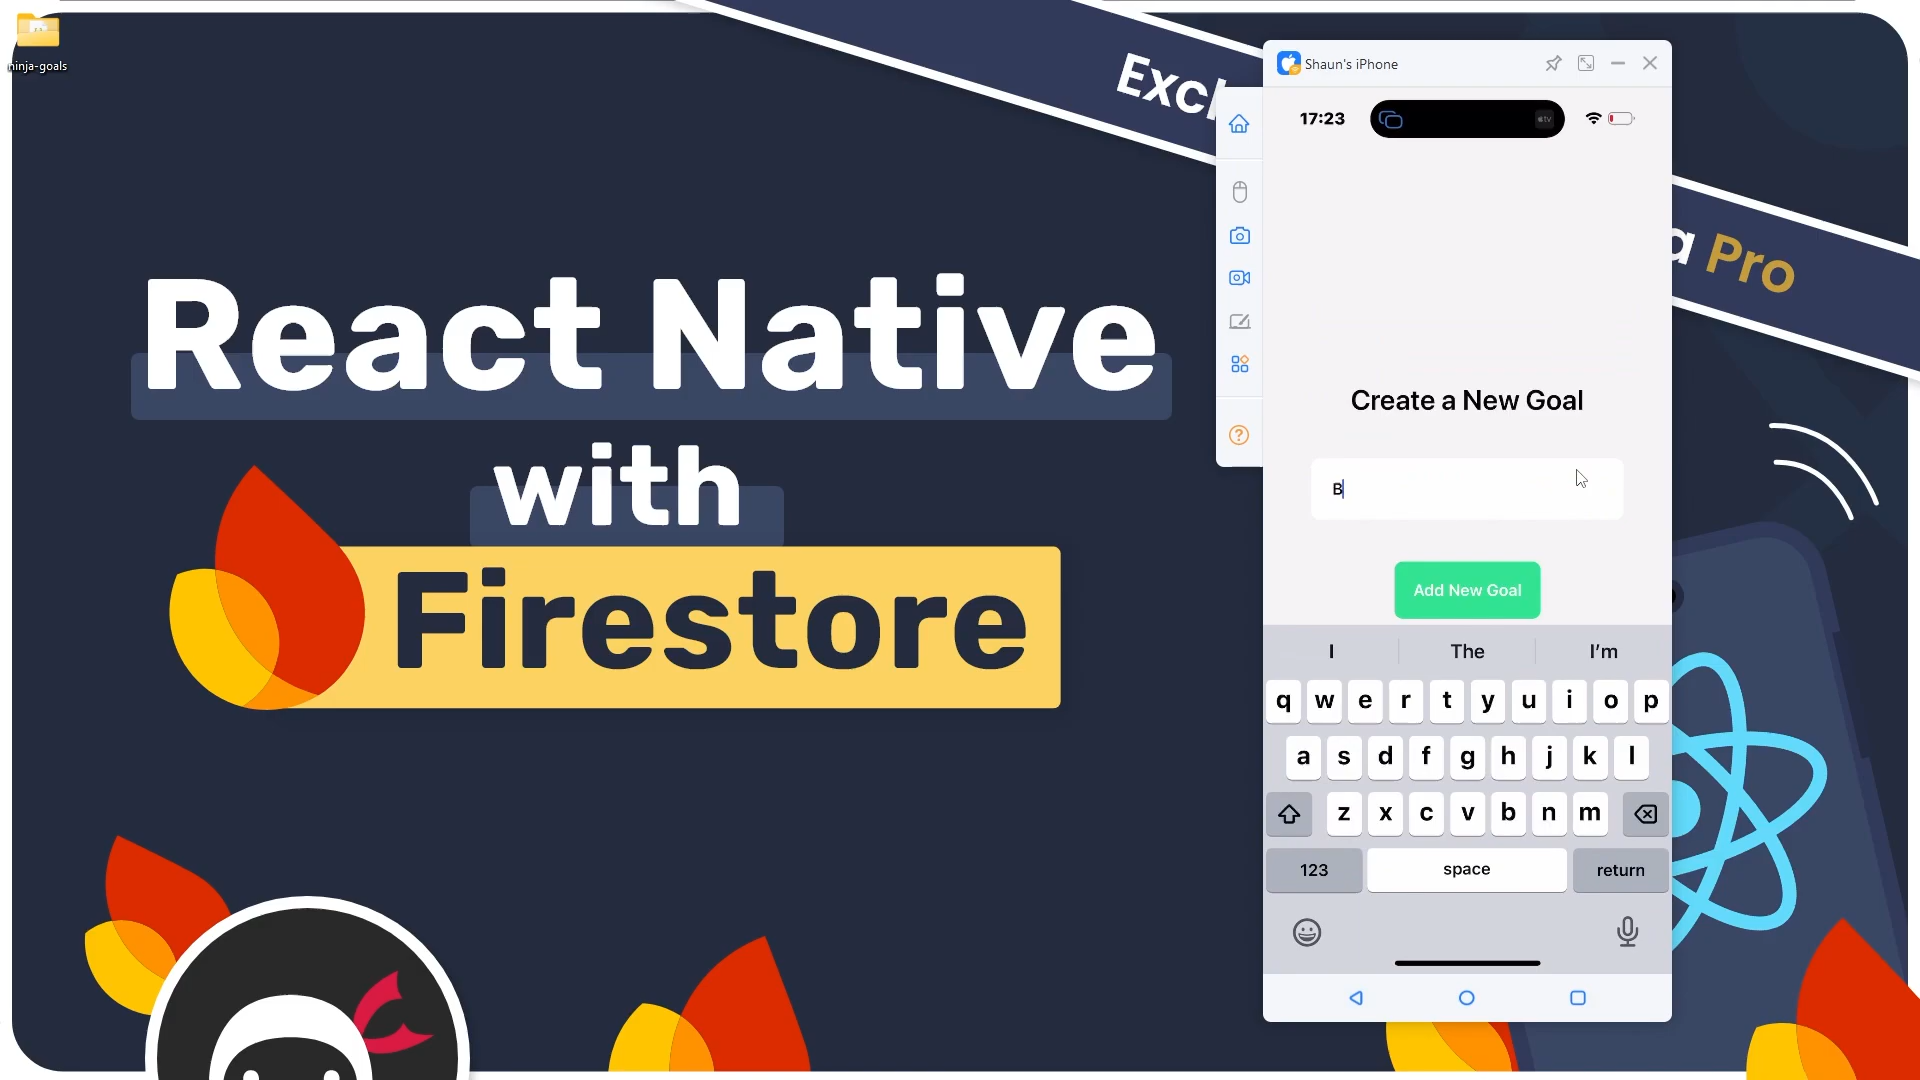 ninja-goals
Excl
a Pro
React Native
with
Firestore
Shaun's iPhone
17:23
tv
Create a New Goal
B
Add New Goal
I The I'm
q w e r t y u i o p
a s d f g h j k l
z x c v b n m
123 space return